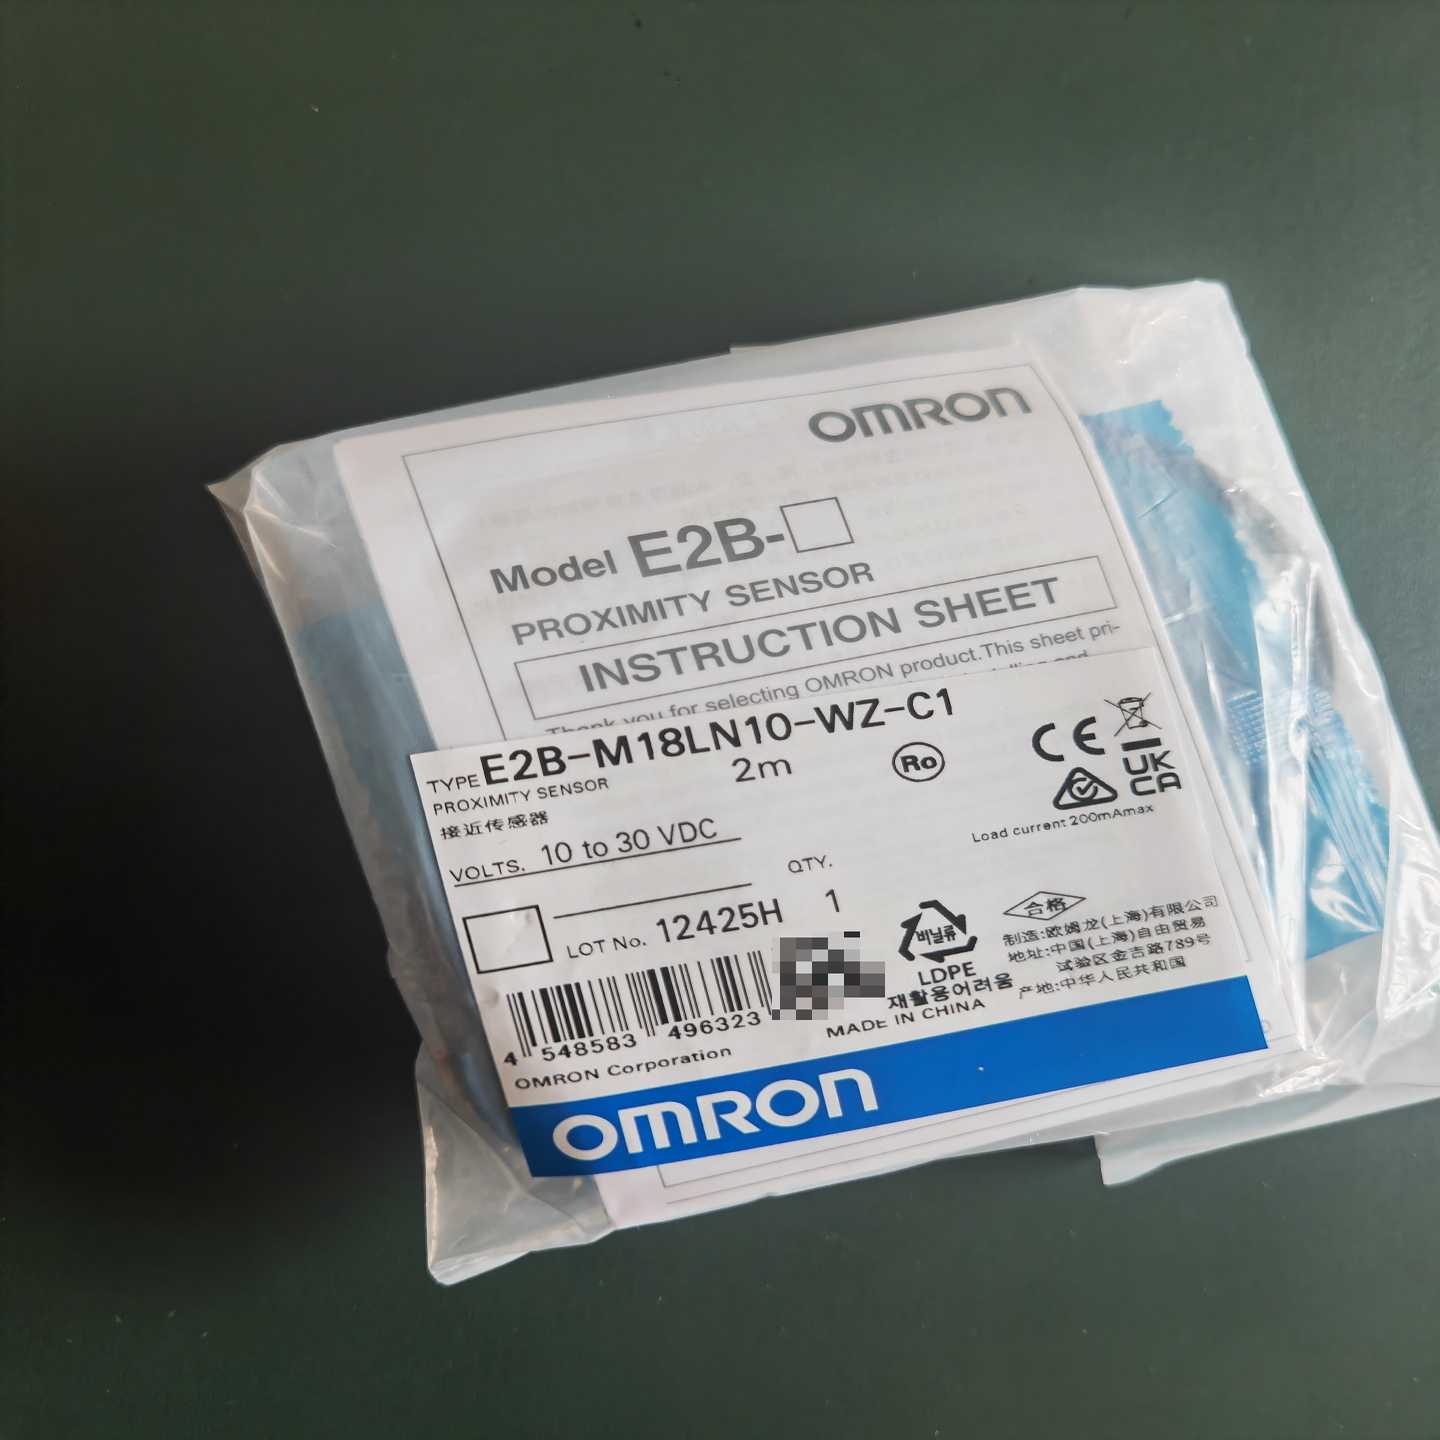 OMRON
Model E2B-
PROXIMITY SENSOR
INSTRUCTION SHEET
Thank you for selecting OMRON product.This sheet pri-
TYPE E2B-M18LN10-WZ-C1
PROXIMITY SENSOR
2m
Ro
CE
UK
CA
接近传感器
Load current 200mAmax
VOLTS. 10 to 30 VDC
QTY.
LOT No. 12425H 1
비닐류
LDPE
재활용어려움
合格
制造:欧姆龙(上海)有限公司
地址:中国(上海)自由贸易
试验区金吉路789号
产地:中华人民共和国
4 548583 496323
MADE IN CHINA
OMRON Corporation
OMRON